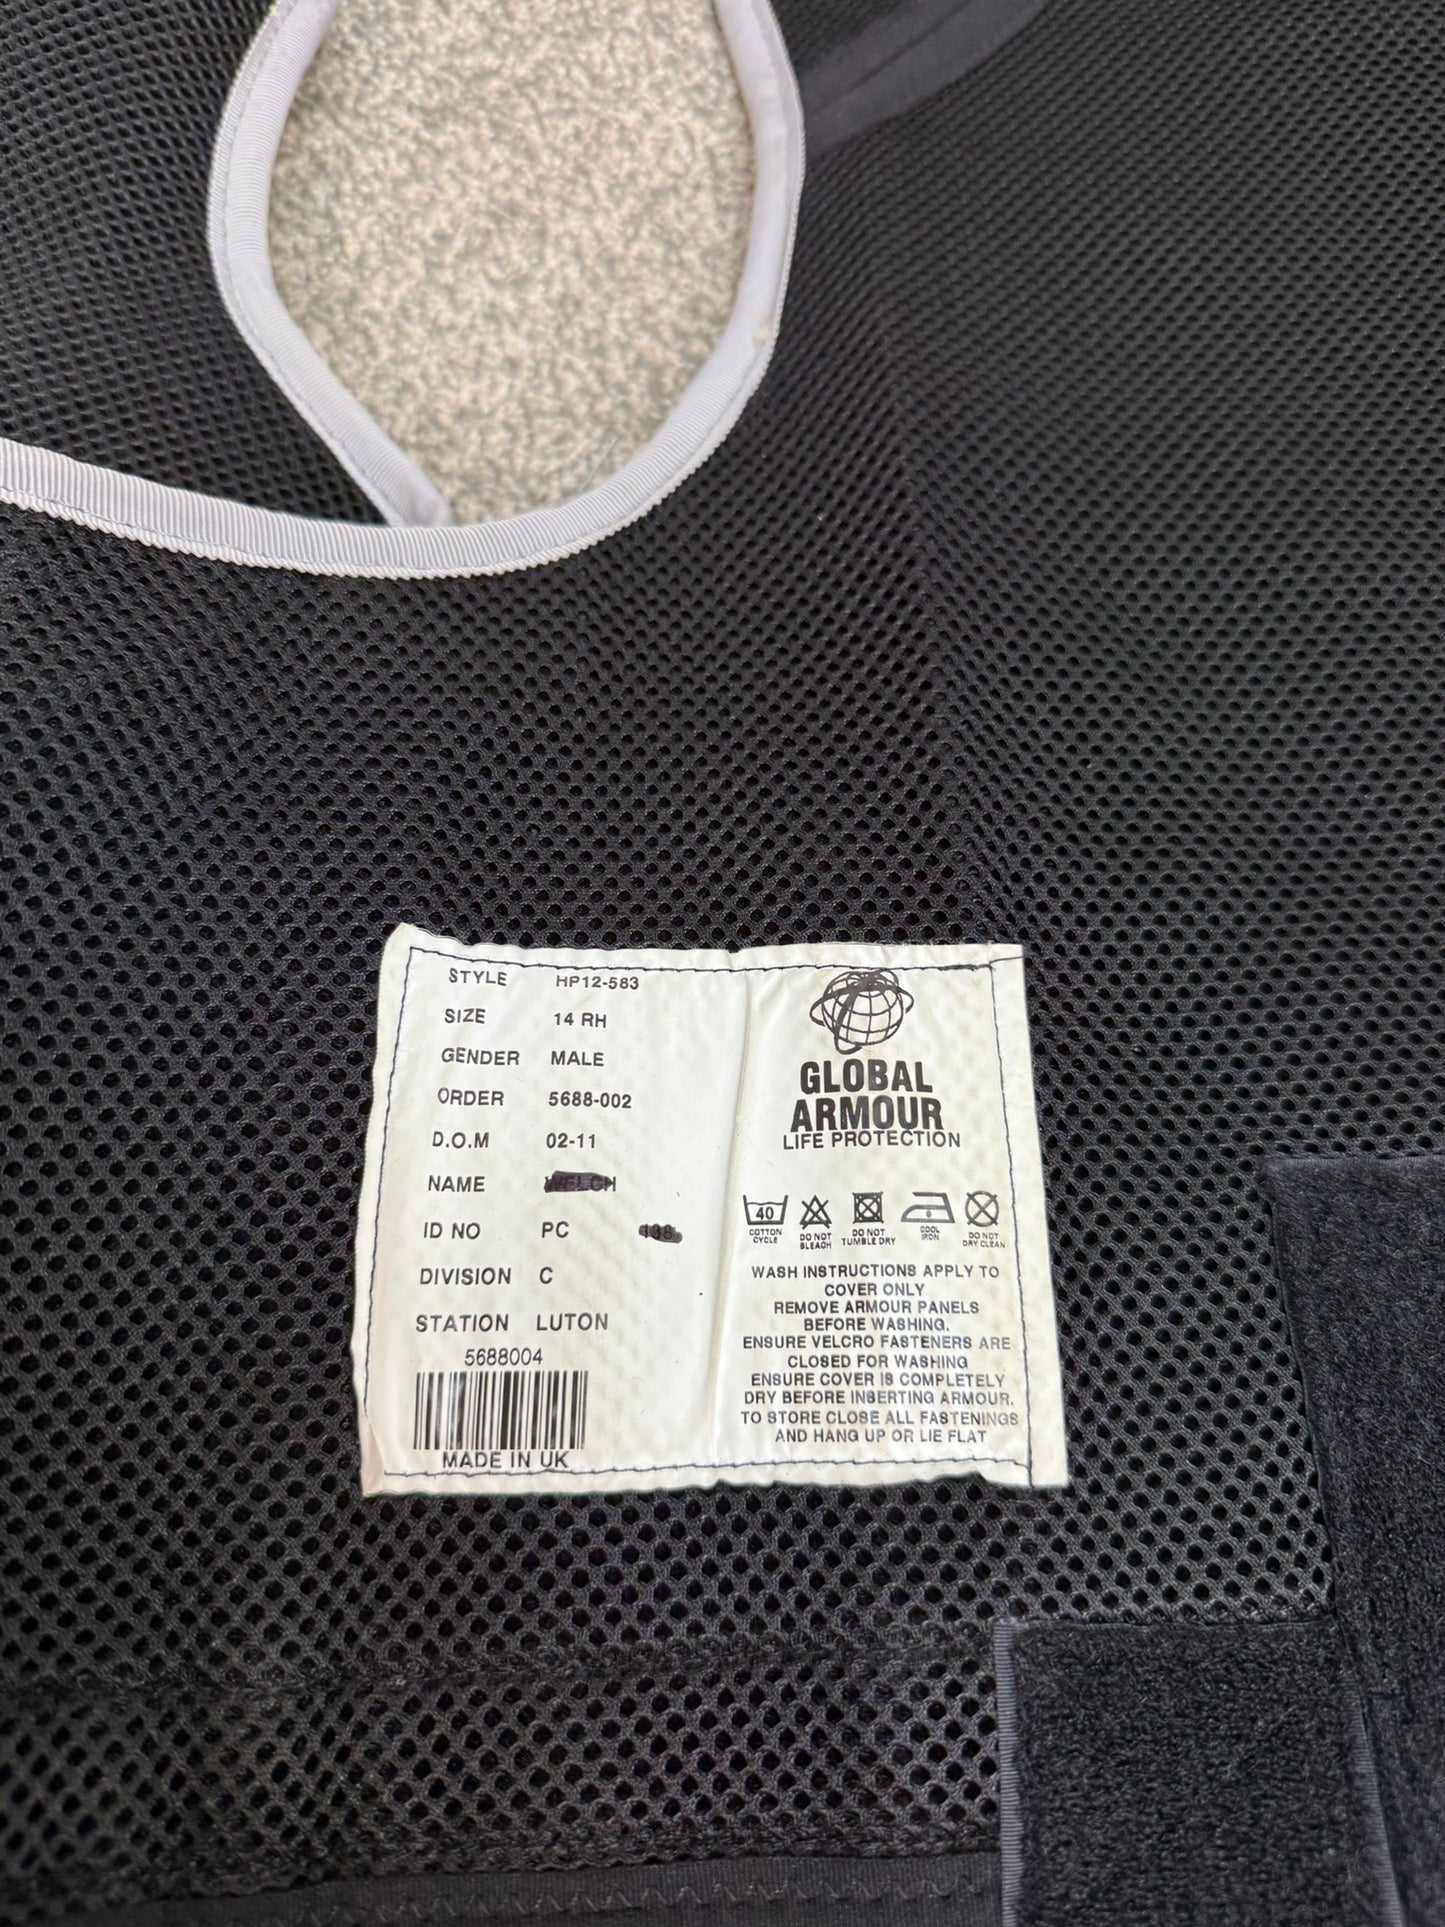 STYLE HP12-583
SIZE 14 RH
GENDER MALE
ORDER 5688-002
D.O.M 02-11
NAME
ID NO PC
DIVISION C
STATION LUTON
5688004
MADE IN UK
GLOBAL
ARMOUR
LIFE PROTECTION
40
COTTON
CYCLE
DO NOT
BLEACH
DO NOT
TUMBLE DRY
COOL
IRON
DO NOT
DRY CLEAN
WASH INSTRUCTIONS APPLY TO
COVER ONLY
REMOVE ARMOUR PANELS
BEFORE WASHING.
ENSURE VELCRO FASTENERS ARE
CLOSED FOR WASHING
ENSURE COVER IS COMPLETELY
DRY BEFORE INSERTING ARMOUR.
TO STORE CLOSE ALL FASTENINGS
AND HANG UP OR LIE FLAT